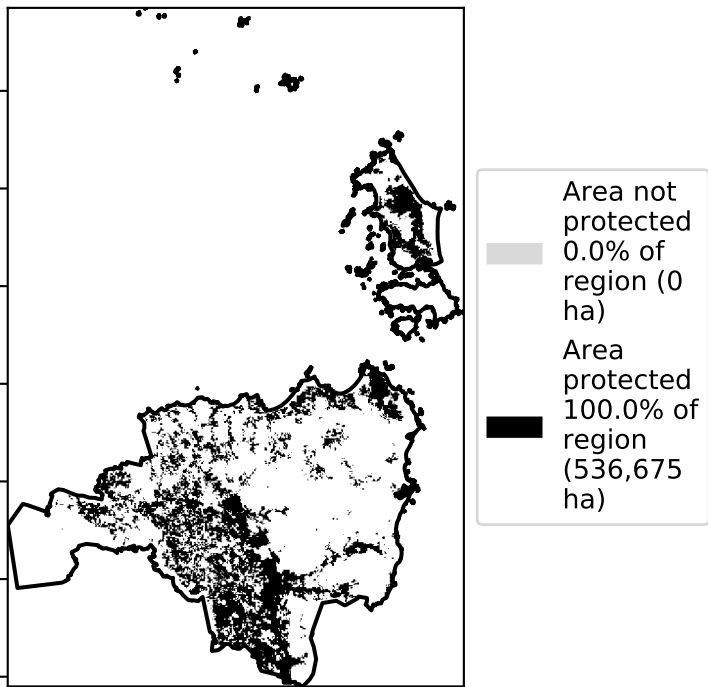 Area not
protected
0.0% of
region (0
ha)
Area
protected
100.0% of
region
(536,675
ha)